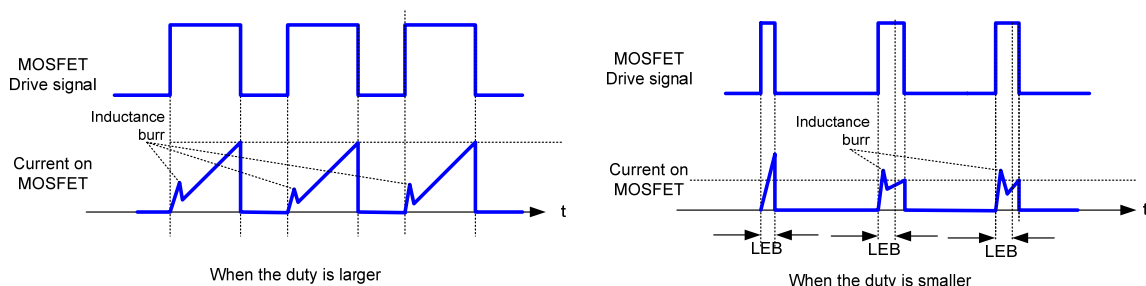 MOSFET
Drive signal
Inductance
burr
Current on
MOSFET
t
When the duty is larger
MOSFET
Drive signal
Inductance
burr
Current on
MOSFET
t
LEB
LEB
LEB
When the duty is smaller